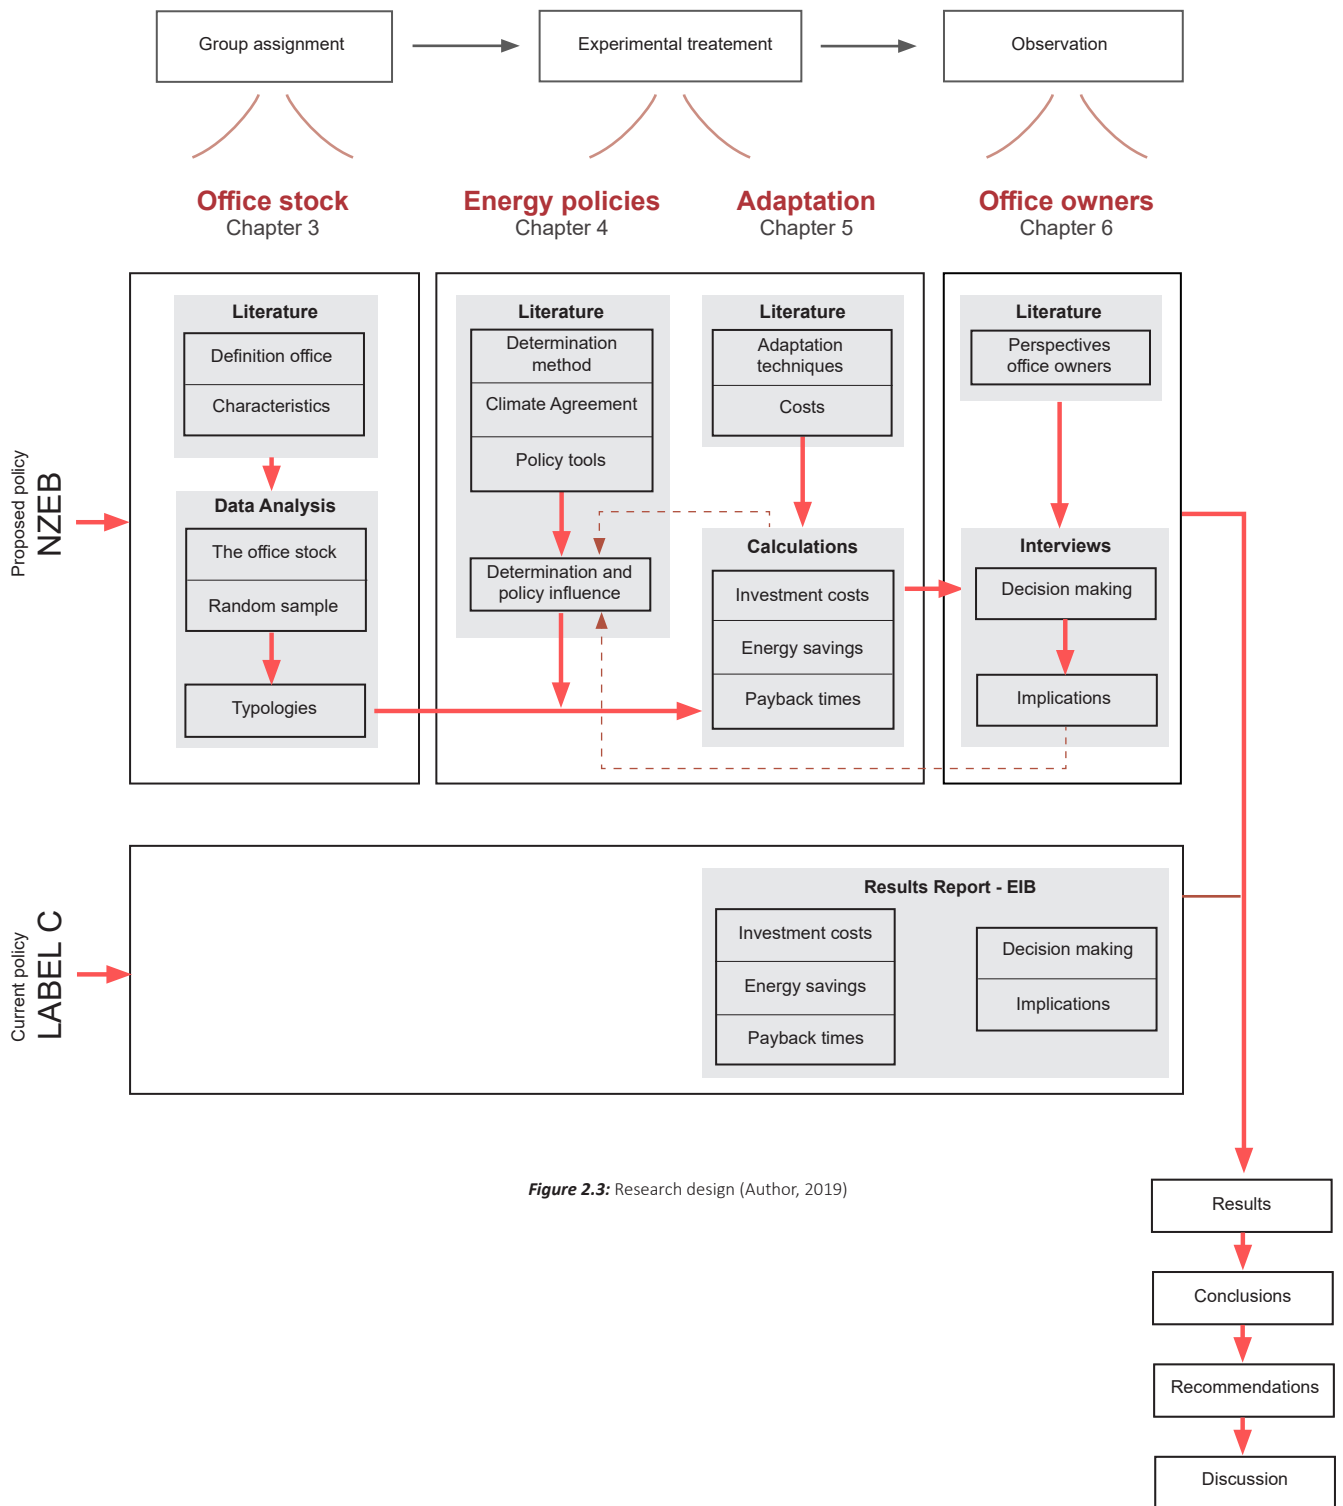 Group assignment
Experimental treatement
Observation
Office stock
Chapter 3
Energy policies
Chapter 4
Adaptation
Chapter 5
Office owners
Chapter 6
Proposed policy
NZEB
Literature
Definition office
Characteristics
Data Analysis
The office stock
Random sample
Typologies
Literature
Determination
method
Climate Agreement
Policy tools
Determination and
policy influence
Literature
Adaptation
techniques
Costs
Calculations
Investment costs
Energy savings
Payback times
Literature
Perspectives
office owners
Interviews
Decision making
Implications
Current policy
LABEL C
Results Report - EIB
Investment costs
Energy savings
Payback times
Decision making
Implications
Figure 2.3: Research design (Author, 2019)
Results
Conclusions
Recommendations
Discussion